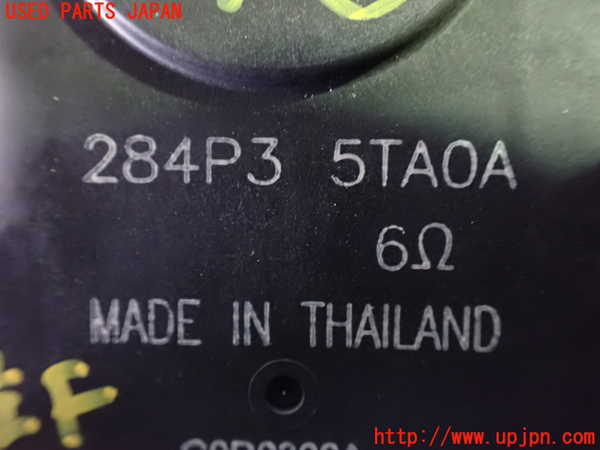 USED PARTS JAPAN
284P3 5TA0A
6Ω
MADE IN THAILAND
http://www.upjpn.com/